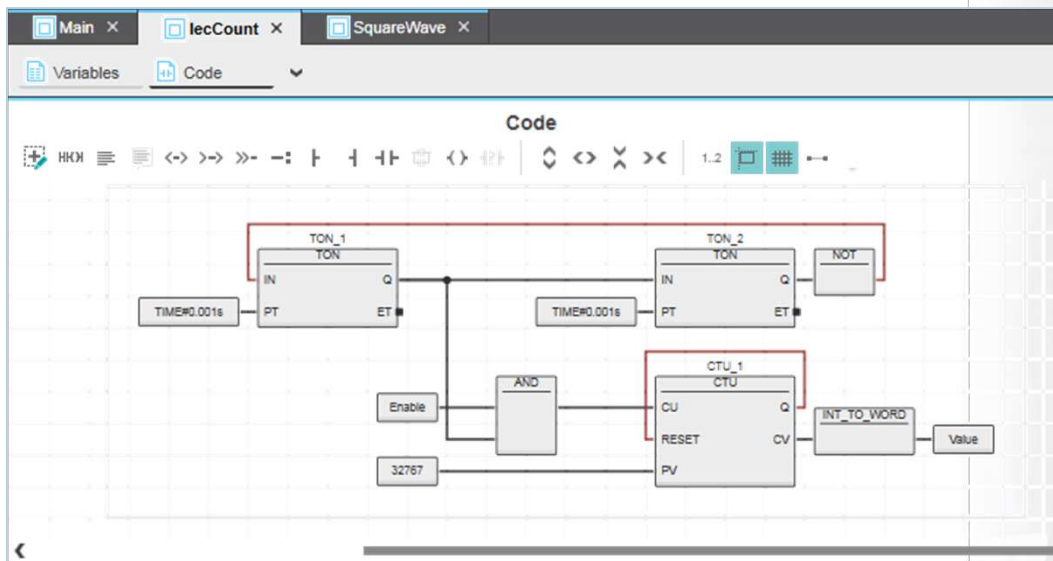 Main × IecCount × SquareWave ×
Variables Code
Code
1..2
TON_1 TON_2
TON TON NOT
IN Q IN Q
TIME#0.001s PT ET TIME#0.001s PT ET
CTU_1
AND CTU
Enable CU Q INT_TO_WORD
RESET CV Value
32767 PV